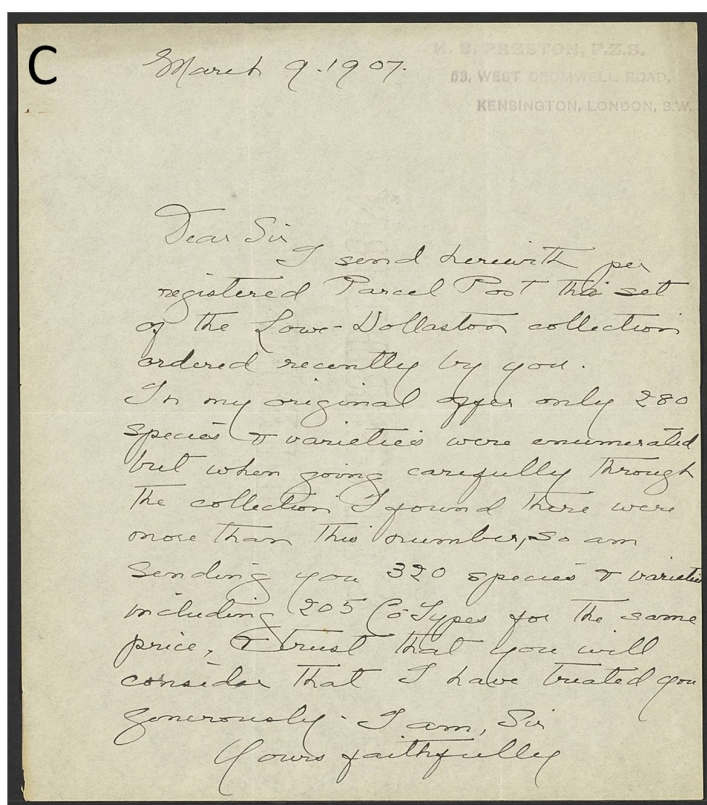 C
March 9. 1907.
H. B. PRESTON, F.Z.S.
53, WEST CROMWELL ROAD,
KENSINGTON, LONDON, S.W.
Dear Sir
I send herewith per
registered Parcel Post the set
of the Lowe-Wollaston collection
ordered recently by you.
In my original offer only 280
species & varieties were enumerated
but when going carefully through
the collection I found there were
more than this number, so am
sending you 320 species & varieties
including 205 Co-Types for the same
price, & trust that you will
consider that I have treated you
generously. I am, Sir
Yours faithfully